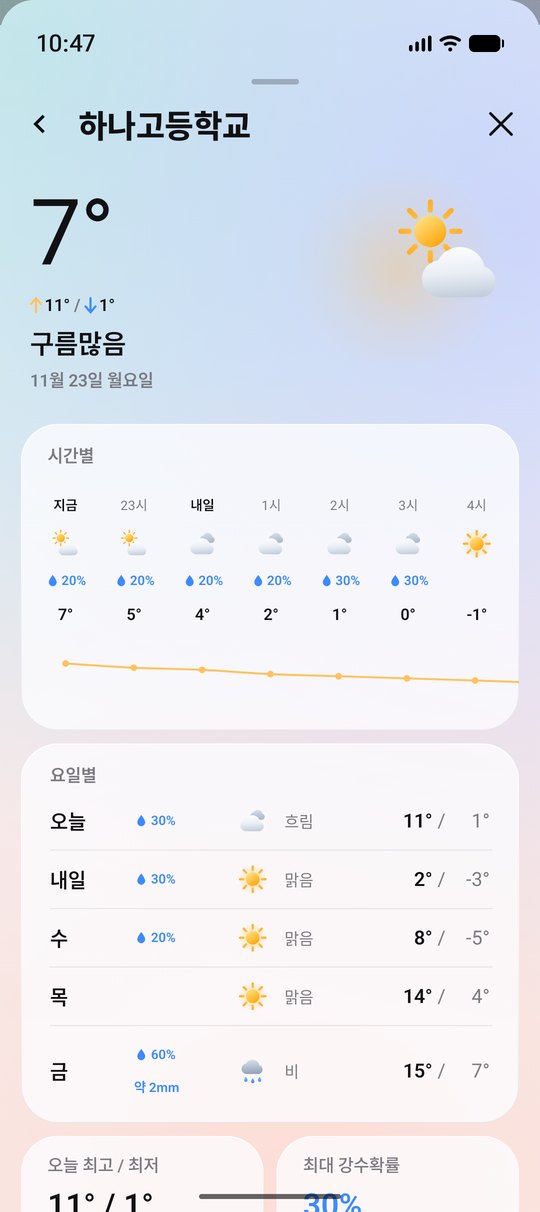 10:47
하나고등학교
7°
11° / 1°
구름많음
11월 23일 월요일
시간별
지금 23시 내일 1시 2시 3시 4시
20% 20% 20% 20% 30% 30%
7° 5° 4° 2° 1° 0° -1°
요일별
오늘 30% 흐림 11° / 1°
내일 30% 맑음 2° / -3°
수 20% 맑음 8° / -5°
목 맑음 14° / 4°
금 60% 약 2mm 비 15° / 7°
오늘 최고 / 최저 최대 강수확률
11° / 1° 30%